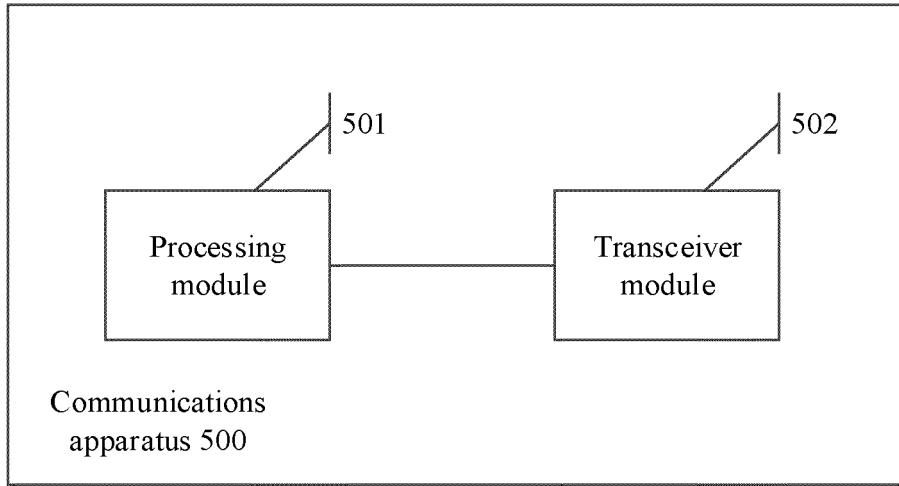 501
502
Processing
module
Transceiver
module
Communications
apparatus 500